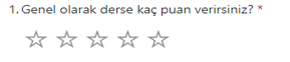 1. Genel olarak derse kaç puan verirsiniz? *